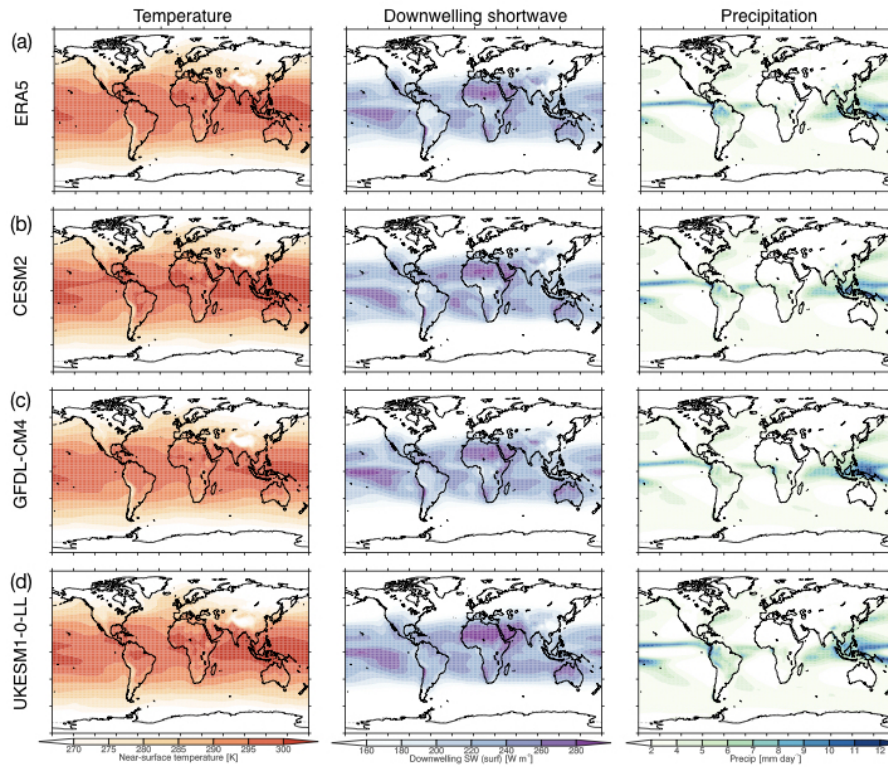 Temperature Downwelling shortwave Precipitation
(a) ERA5
(b) CESM2
(c) GFDL-CM4
(d) UKESM1-0-LL
270 275 280 285 290 295 300 160 180 200 220 240 260 280 2 3 4 5 6 7 8 9 10 11 12
Near-surface temperature [K] Downwelling SW (surf) [W m⁻] Precip [mm day⁻]